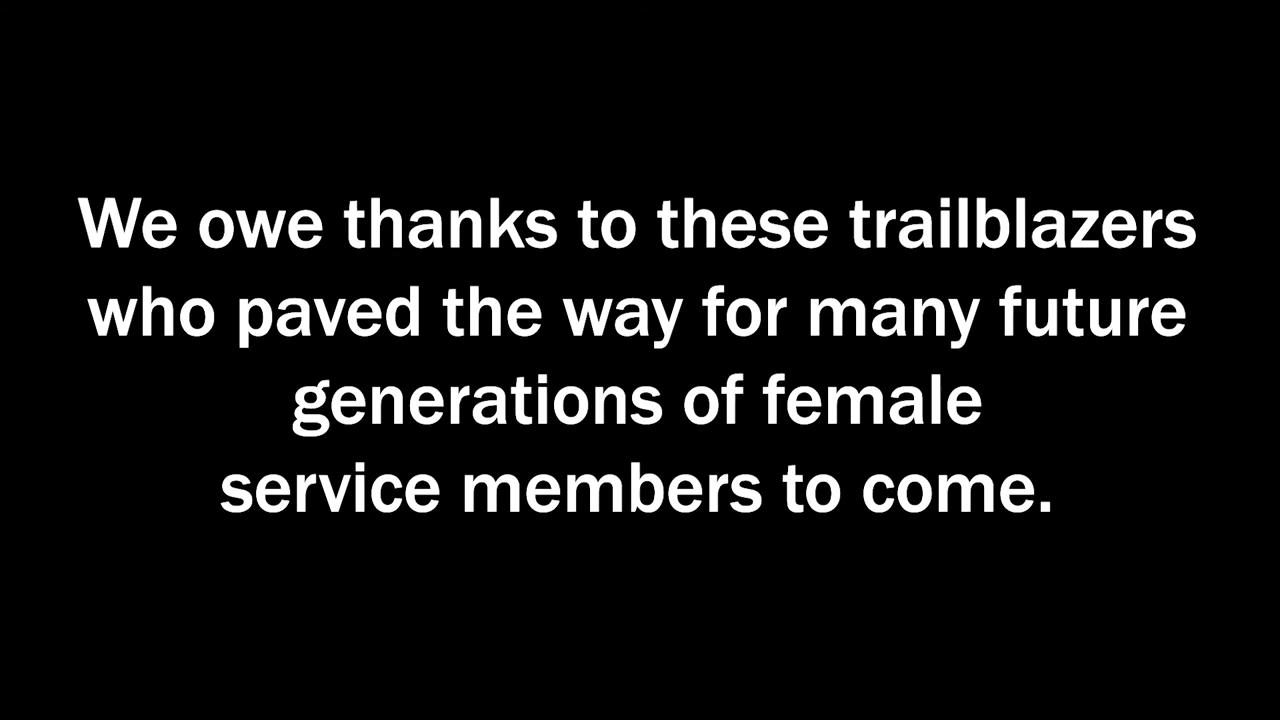 We owe thanks to these trailblazers
who paved the way for many future
generations of female
service members to come.